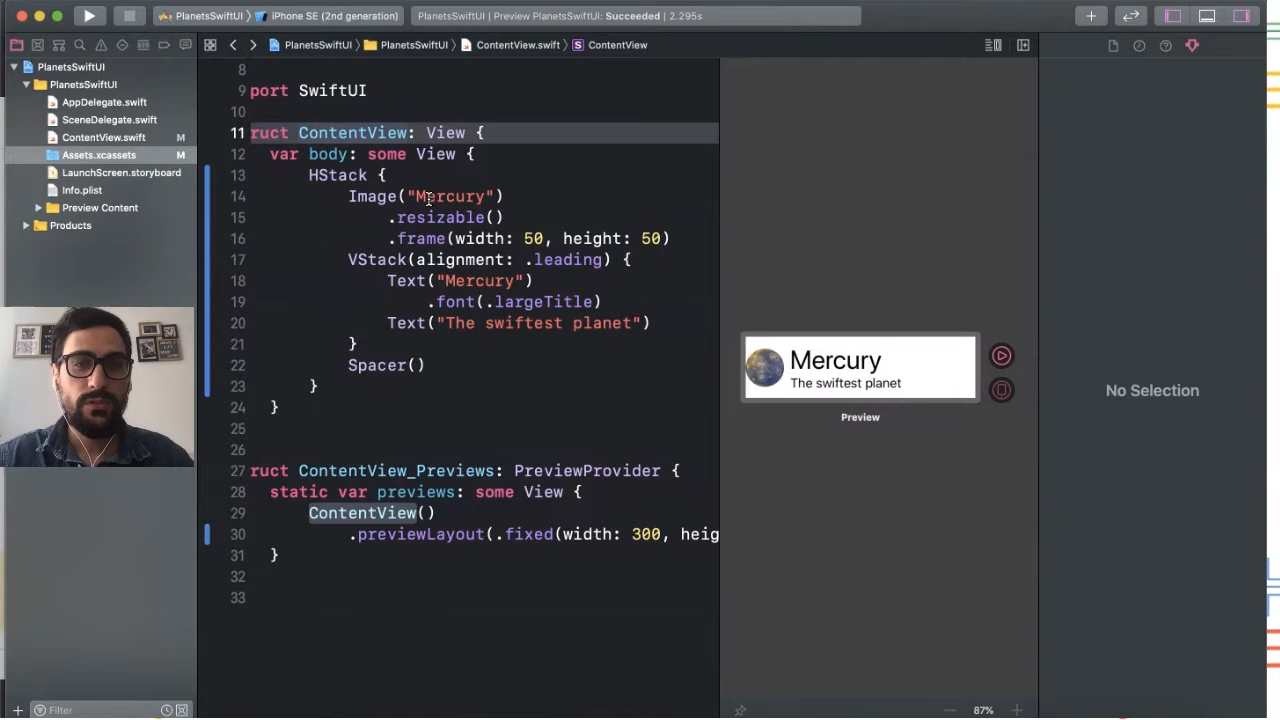 PlanetsSwiftUI
iPhone SE (2nd generation)
PlanetsSwiftUI | Preview PlanetsSwiftUI: Succeeded | 2.295s
PlanetsSwiftUI
PlanetsSwiftUI
ContentView.swift
S
ContentView
PlanetsSwiftUI
PlanetsSwiftUI
AppDelegate.swift
SceneDelegate.swift
ContentView.swift M
Assets.xcassets M
LaunchScreen.storyboard
Info.plist
Preview Content
Products
Filter
8
9 port SwiftUI
10
11 ruct ContentView: View {
12 var body: some View {
13 HStack {
14 Image("Mercury")
15 .resizable()
16 .frame(width: 50, height: 50)
17 VStack(alignment: .leading) {
18 Text("Mercury")
19 .font(.largeTitle)
20 Text("The swiftest planet")
21 }
22 Spacer()
23 }
24 }
25
26
27 ruct ContentView_Previews: PreviewProvider {
28 static var previews: some View {
29 ContentView()
30 .previewLayout(.fixed(width: 300, heig
31 }
32
33
Mercury
The swiftest planet
Preview
87%
No Selection